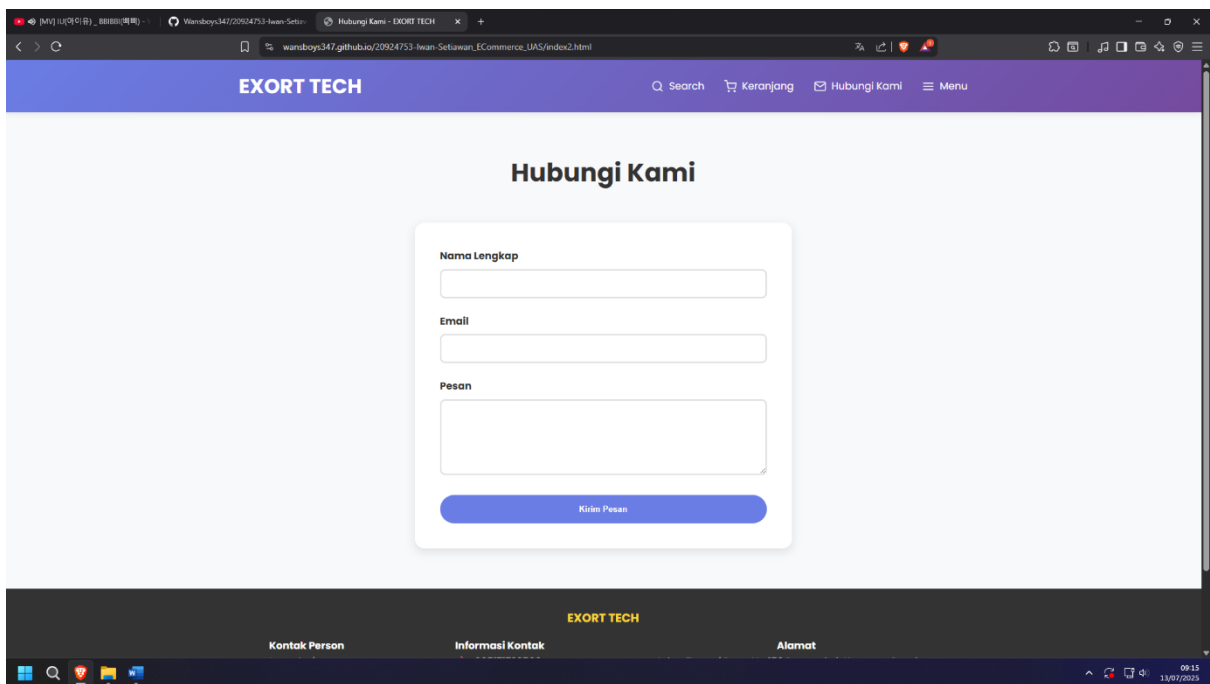 [MV] IU(아이유) _ BBIBBI(삐삐) -
Wansboys347/20924753-Iwan-Setiav
Hubungi Kami - EXORT TECH
wansboys347.github.io/20924753-Iwan-Setiawan_ECommerce_UAS/index2.html
EXORT TECH
Search
Keranjang
Hubungi Kami
Menu
Hubungi Kami
Nama Lengkap
Email
Pesan
Kirim Pesan
EXORT TECH
Kontak Person
Informasi Kontak
Alamat
09:15
13/07/2025